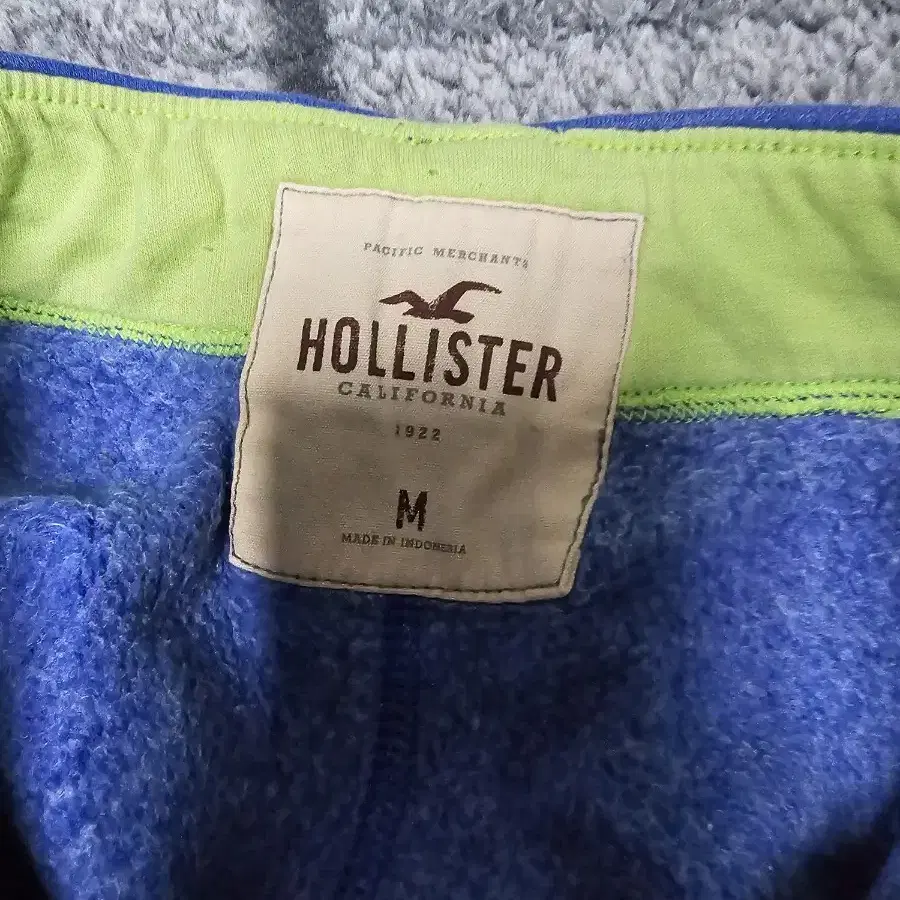 PACIFIC MERCHANTS
HOLLISTER
CALIFORNIA
1922
M
MADE IN INDONESIA